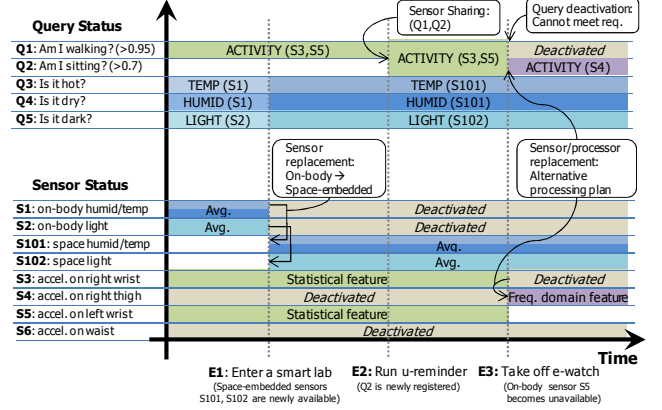 Query Status
Sensor Sharing:
(Q1,Q2)
Query deactivation:
Cannot meet req.
Q1: Am I walking? (>0.95)
ACTIVITY (S3,S5)
Deactivated
Q2: Am I sitting? (>0.7)
ACTIVITY (S3,S5)
ACTIVITY (S4)
Q3: Is it hot?
TEMP (S1)
TEMP (S101)
Q4: Is it dry?
HUMID (S1)
HUMID (S101)
Q5: Is it dark?
LIGHT (S2)
LIGHT (S102)
Sensor
replacement:
On-body →
Space-embedded
Sensor/processor
replacement:
Alternative
processing plan
Sensor Status
S1: on-body humid/temp
Avg.
Deactivated
S2: on-body light
Avg.
Deactivated
S101: space humid/temp
Avg.
S102: space light
Avg.
S3: accel. on right wrist
Statistical feature
Deactivated
S4: accel. on right thigh
Deactivated
Freq. domain feature
S5: accel. on left wrist
Statistical feature
S6: accel. on waist
Deactivated
Time
E1: Enter a smart lab
(Space-embedded sensors
S101, S102 are newly available)
E2: Run u-reminder
(Q2 is newly registered)
E3: Take off e-watch
(On-body sensor S5
becomes unavailable)